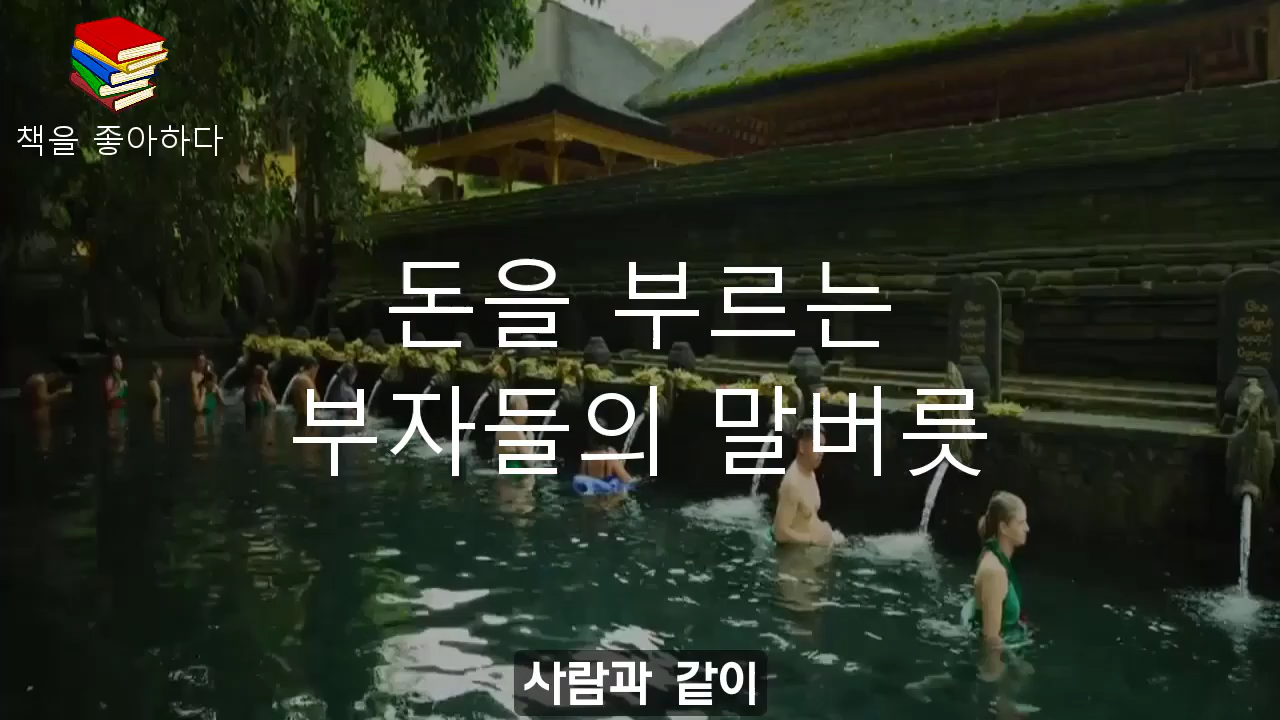 책을 좋아하다
돈을 부르는
부자들의 말버릇
사람과 같이